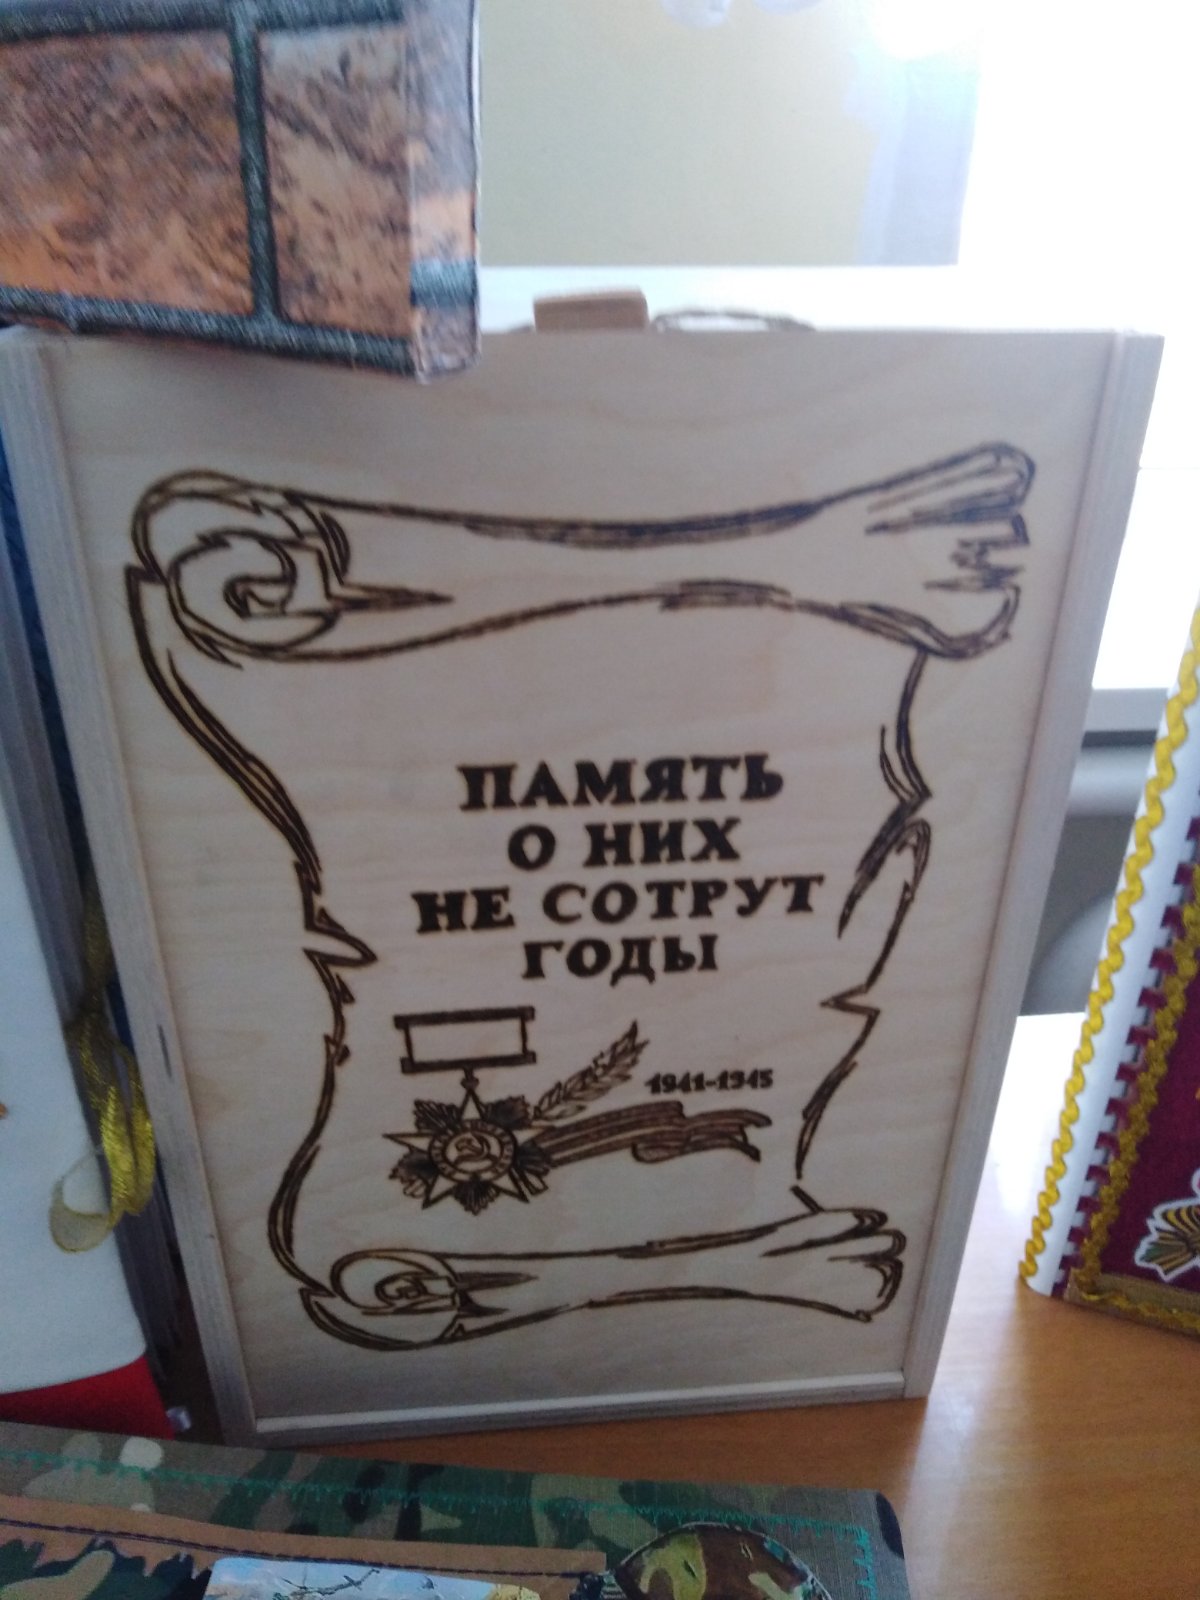 ПАМЯТЬ
О НИХ
НЕ СОТРУТ
ГОДЫ
1941-1945